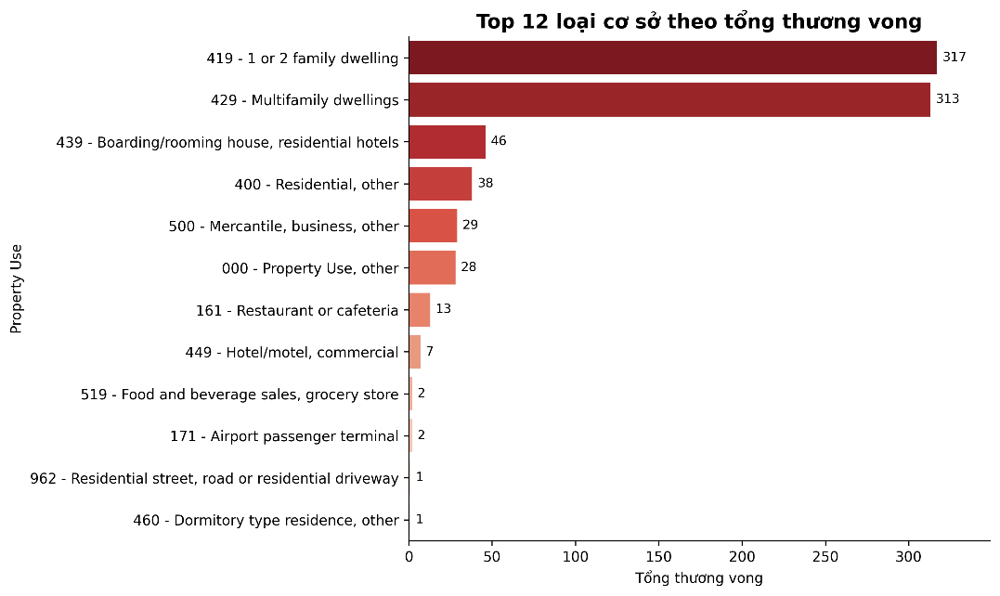 Top 12 loại cơ sở theo tổng thương vong
419 - 1 or 2 family dwelling
317
429 - Multifamily dwellings
313
439 - Boarding/rooming house, residential hotels
46
400 - Residential, other
38
500 - Mercantile, business, other
29
000 - Property Use, other
28
161 - Restaurant or cafeteria
13
449 - Hotel/motel, commercial
7
519 - Food and beverage sales, grocery store
2
171 - Airport passenger terminal
2
962 - Residential street, road or residential driveway
1
460 - Dormitory type residence, other
1
Property Use
0 50 100 150 200 250 300
Tổng thương vong